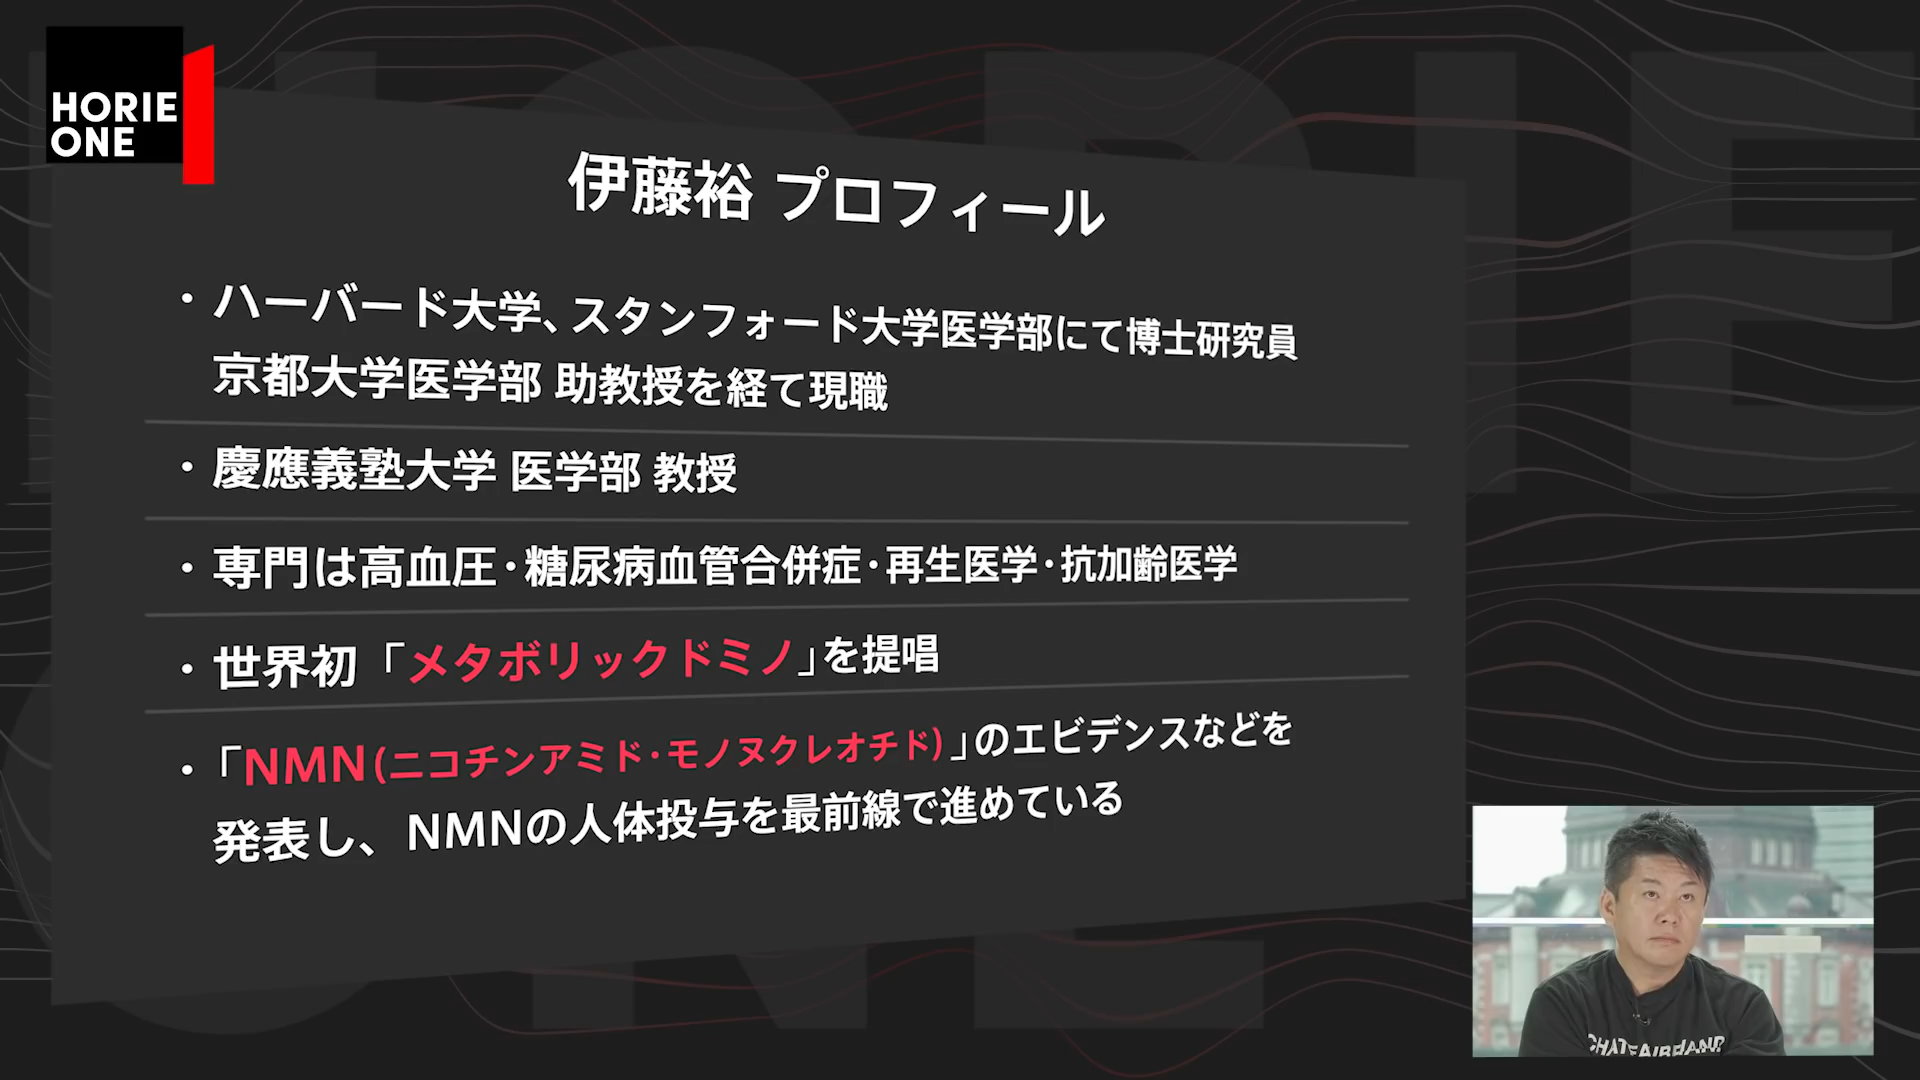 HORIE
ONE
伊藤裕 プロフィール
・ハーバード大学、スタンフォード大学医学部にて博士研究員
京都大学医学部 助教授を経て現職
・慶應義塾大学 医学部 教授
・専門は高血圧・糖尿病血管合併症・再生医学・抗加齢医学
・世界初「メタボリックドミノ」を提唱
・「NMN(ニコチンアミド・モノヌクレオチド)」のエビデンスなどを
発表し、NMNの人体投与を最前線で進めている